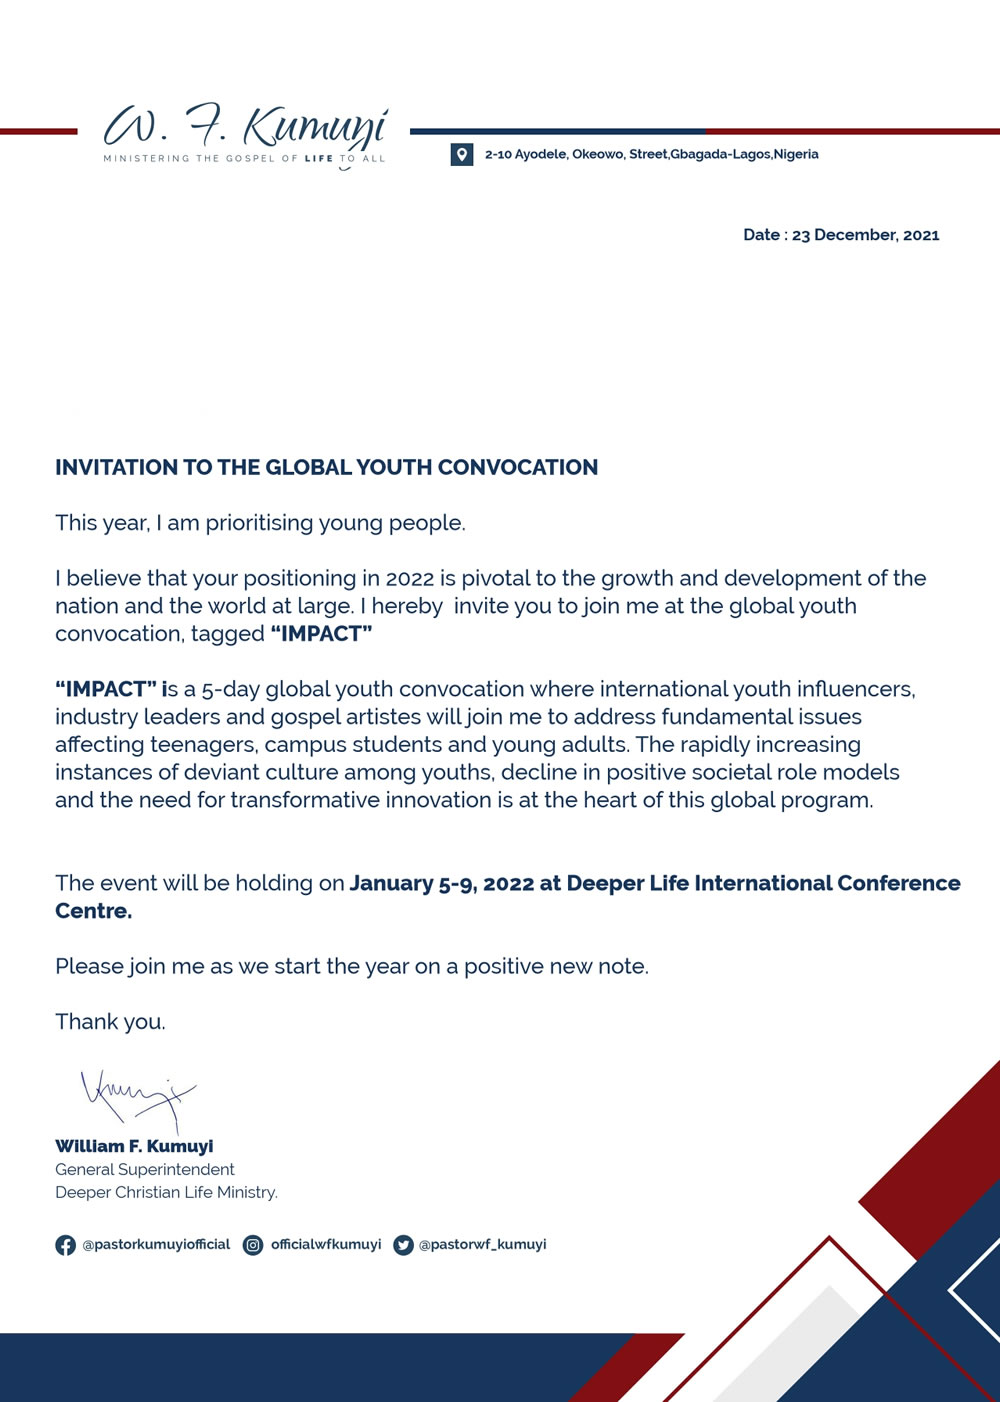 W. F. Kumuyi
MINISTERING THE GOSPEL OF LIFE TO ALL
2-10 Ayodele, Okeowo, Street,Gbagada-Lagos,Nigeria
Date : 23 December, 2021
INVITATION TO THE GLOBAL YOUTH CONVOCATION
This year, I am prioritising young people.
I believe that your positioning in 2022 is pivotal to the growth and development of the
nation and the world at large. I hereby  invite you to join me at the global youth
convocation, tagged “IMPACT”
“IMPACT” is a 5-day global youth convocation where international youth influencers,
industry leaders and gospel artistes will join me to address fundamental issues
affecting teenagers, campus students and young adults. The rapidly increasing
instances of deviant culture among youths, decline in positive societal role models
and the need for transformative innovation is at the heart of this global program.
The event will be holding on January 5-9, 2022 at Deeper Life International Conference
Centre.
Please join me as we start the year on a positive new note.
Thank you.
Kumuyi
William F. Kumuyi
General Superintendent
Deeper Christian Life Ministry.
@pastorkumuyiofficial officialwfkumuyi @pastorwf_kumuyi